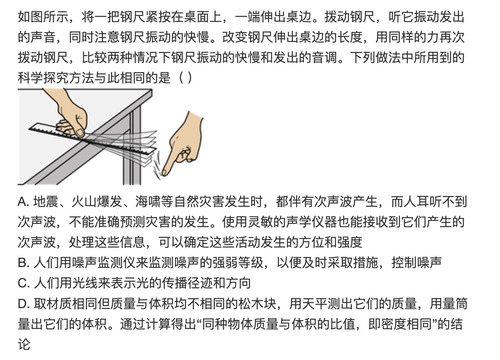 如图所示，将一把钢尺紧按在桌面上，一端伸出桌边。拨动钢尺，听它振动发出
的声音，同时注意钢尺振动的快慢。改变钢尺伸出桌边的长度，用同样的力再次
拨动钢尺，比较两种情况下钢尺振动的快慢和发出的音调。下列做法中所用到的
科学探究方法与此相同的是（ ）
A. 地震、火山爆发、海啸等自然灾害发生时，都伴有次声波产生，而人耳听不到
次声波，不能准确预测灾害的发生。使用灵敏的声学仪器也能接收到它们产生的
次声波，处理这些信息，可以确定这些活动发生的方位和强度
B. 人们用噪声监测仪来监测噪声的强弱等级，以便及时采取措施，控制噪声
C. 人们用光线来表示光的传播径迹和方向
D. 取材质相同但质量与体积均不相同的松木块，用天平测出它们的质量，用量筒
量出它们的体积。通过计算得出“同种物体质量与体积的比值，即密度相同”的结
论